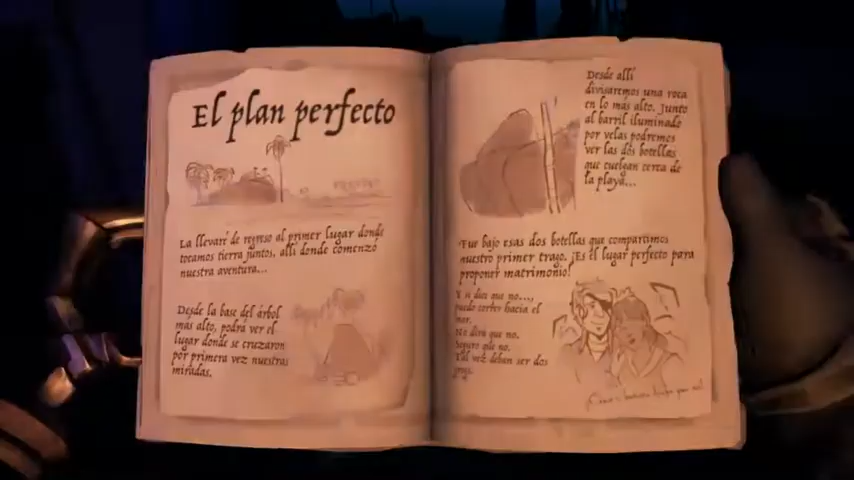 El plan perfecto
La llevaré de regreso al primer lugar donde
tocamos tierra juntos, allí donde comenzó
nuestra aventura...
Desde la base del árbol
más alto, podrá ver el
lugar donde se cruzaron
por primera vez nuestras
miradas.
Desde allí
divisaremos una roca
en lo más alto. Junto
al barril iluminado
por velas podremos
ver las dos botellas
que cuelgan cerca de
la playa...
Fue bajo esas dos botellas que compartimos
nuestro primer trago. ¡Es el lugar perfecto para
proponer matrimonio!
Y si dice que no...,
puedo correr hacia el
mar.
No dirá que no.
Seguro que no.
Tal vez deban ser dos